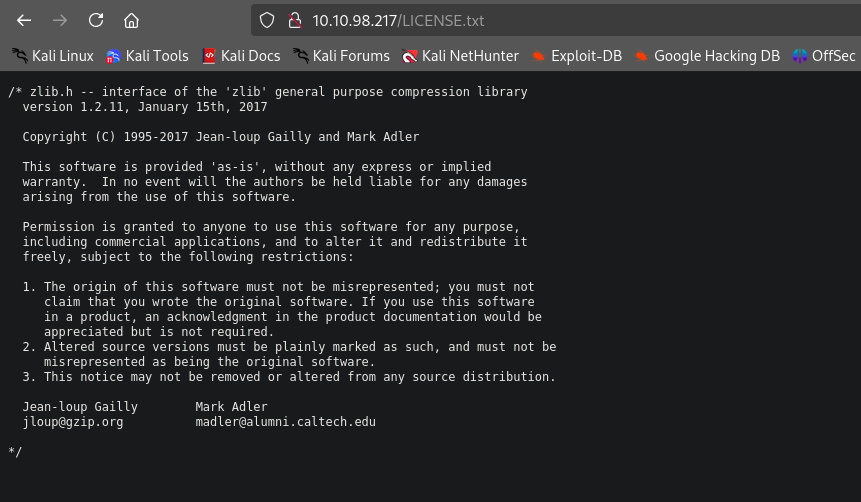 10.10.98.217/LICENSE.txt
Kali Linux Kali Tools Kali Docs Kali Forums Kali NetHunter Exploit-DB Google Hacking DB OffSec
/* zlib.h -- interface of the 'zlib' general purpose compression library
version 1.2.11, January 15th, 2017
Copyright (C) 1995-2017 Jean-loup Gailly and Mark Adler
This software is provided 'as-is', without any express or implied
warranty. In no event will the authors be held liable for any damages
arising from the use of this software.
Permission is granted to anyone to use this software for any purpose,
including commercial applications, and to alter it and redistribute it
freely, subject to the following restrictions:
1. The origin of this software must not be misrepresented; you must not
claim that you wrote the original software. If you use this software
in a product, an acknowledgment in the product documentation would be
appreciated but is not required.
2. Altered source versions must be plainly marked as such, and must not be
misrepresented as being the original software.
3. This notice may not be removed or altered from any source distribution.
Jean-loup Gailly Mark Adler
jloup@gzip.org madler@alumni.caltech.edu
*/